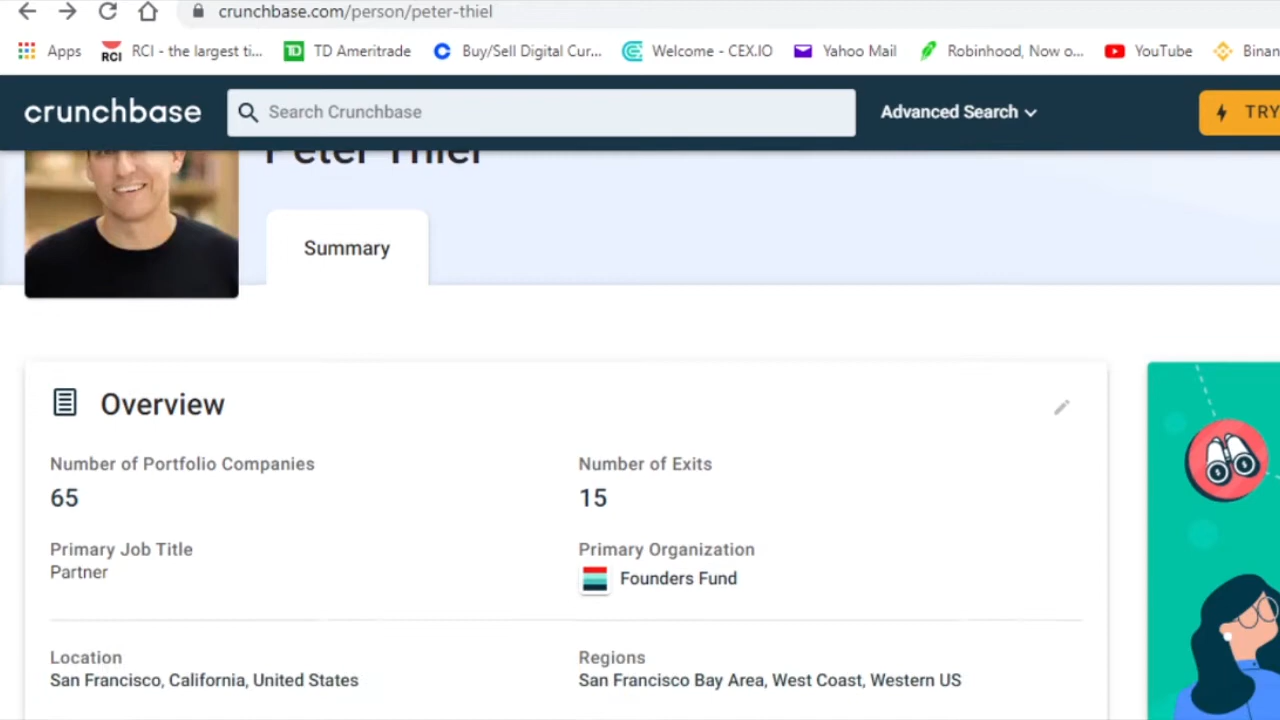 crunchbase.com/person/peter-thiel
Apps RCI - the largest ti... TD Ameritrade Buy/Sell Digital Cur... Welcome - CEX.IO Yahoo Mail Robinhood, Now o... YouTube Binan
crunchbase Search Crunchbase Advanced Search TRY
Peter Thiel
Summary
Overview
Number of Portfolio Companies Number of Exits
65 15
Primary Job Title Primary Organization
Partner Founders Fund
Location Regions
San Francisco, California, United States San Francisco Bay Area, West Coast, Western US